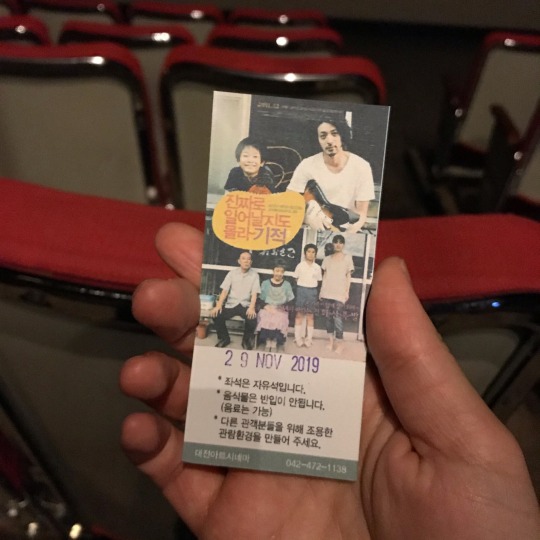 진짜로
일어날지도
몰라 기적
2 9 NOV 2019
* 좌석은 자유석입니다.
* 음식물은 반입이 안됩니다.
(음료는 가능)
* 다른 관객분들을 위해 조용한
관람환경을 만들어 주세요.
대전아트시네마
042-472-1138